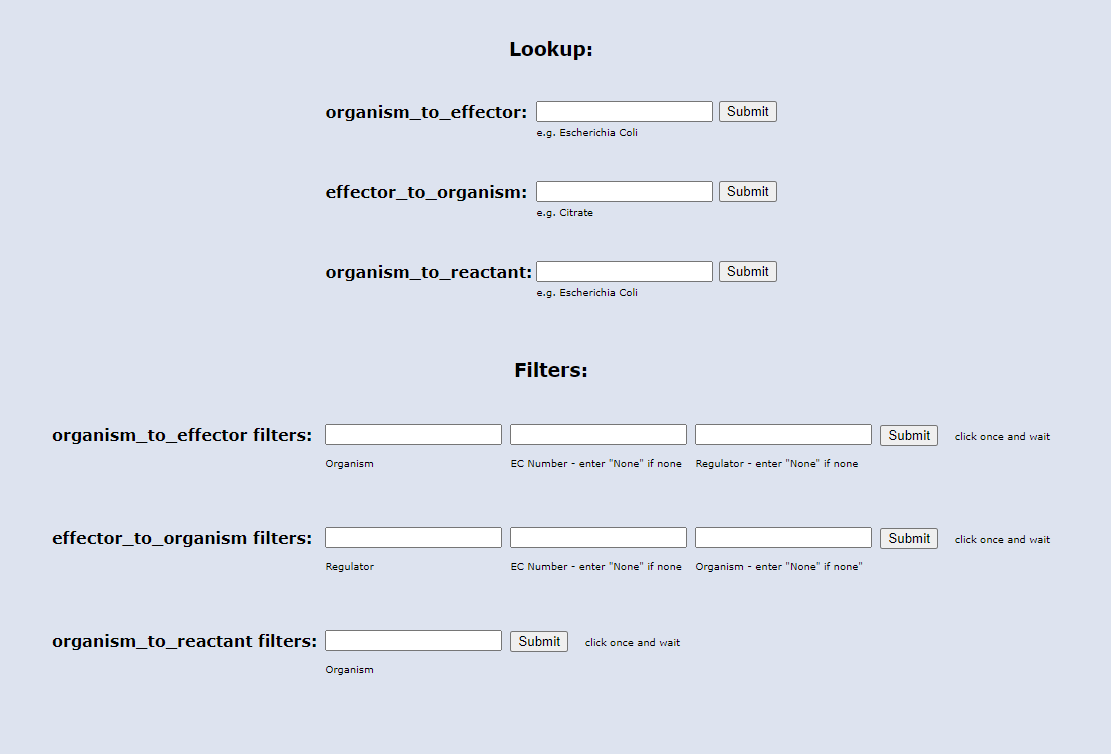 Lookup:
organism_to_effector: Submit
e.g. Escherichia Coli
effector_to_organism: Submit
e.g. Citrate
organism_to_reactant: Submit
e.g. Escherichia Coli
Filters:
organism_to_effector filters: Submit click once and wait
Organism EC Number - enter "None" if none Regulator - enter "None" if none
effector_to_organism filters: Submit click once and wait
Regulator EC Number - enter "None" if none Organism - enter "None" if none"
organism_to_reactant filters: Submit click once and wait
Organism